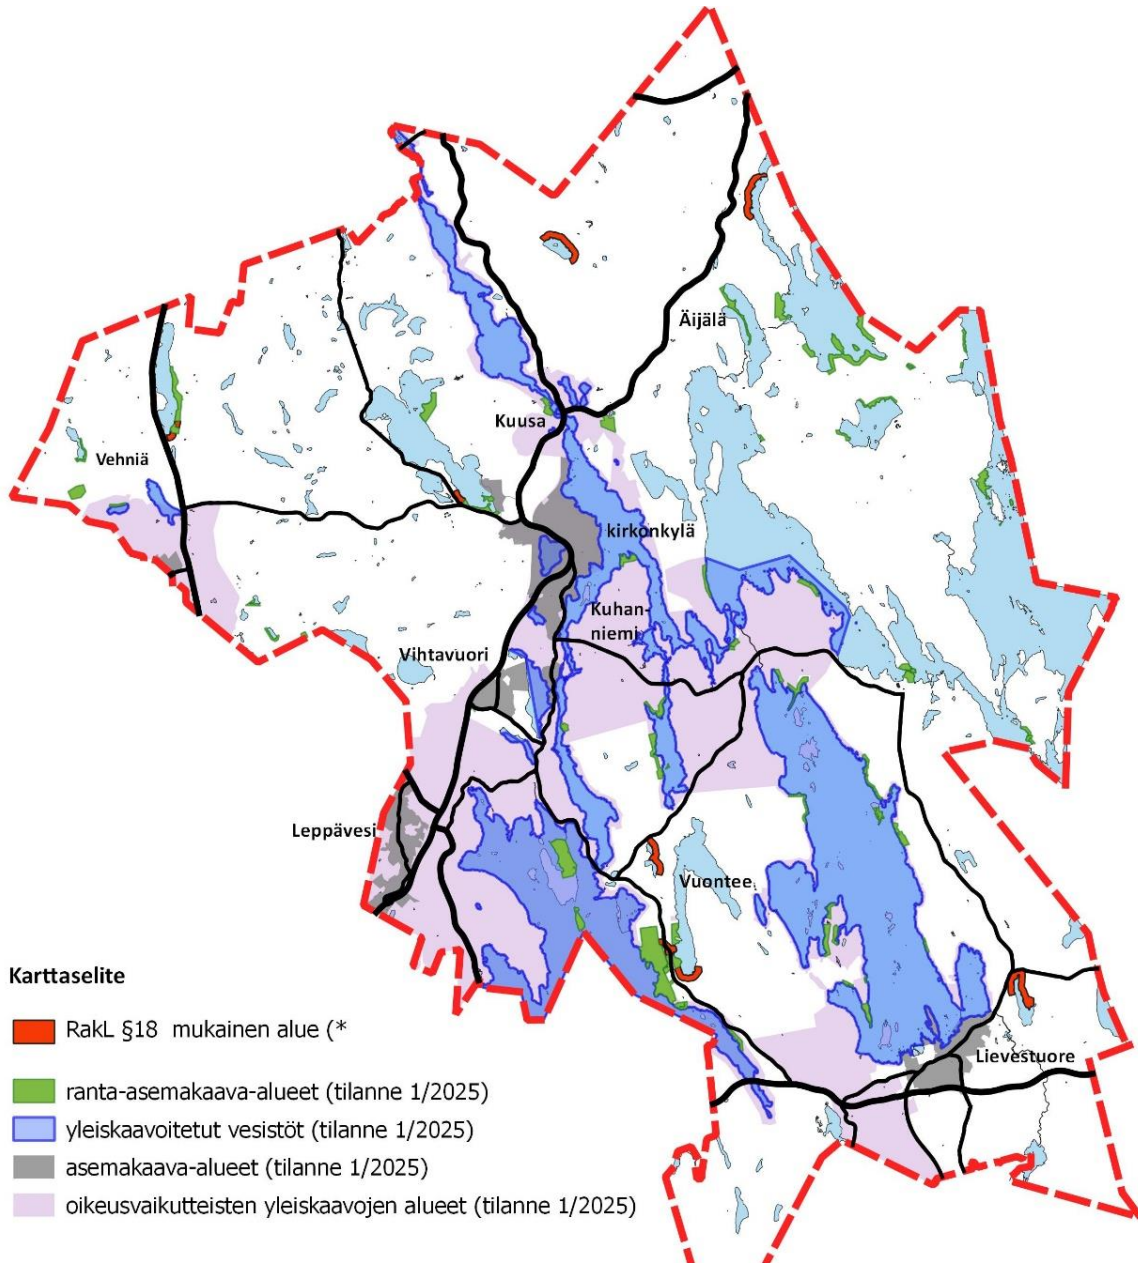 Äijälä
Kuusa
Vehniä
kirkonkylä
Kuhan-
niemi
Vihtavuori
Leppävesi
Vuontee
Lievestuore
Karttaselite
RakL §18 mukainen alue (*
ranta-asemakaava-alueet (tilanne 1/2025)
yleiskaavoitetut vesistöt (tilanne 1/2025)
asemakaava-alueet (tilanne 1/2025)
oikeusvaikutteisten yleiskaavojen alueet (tilanne 1/2025)